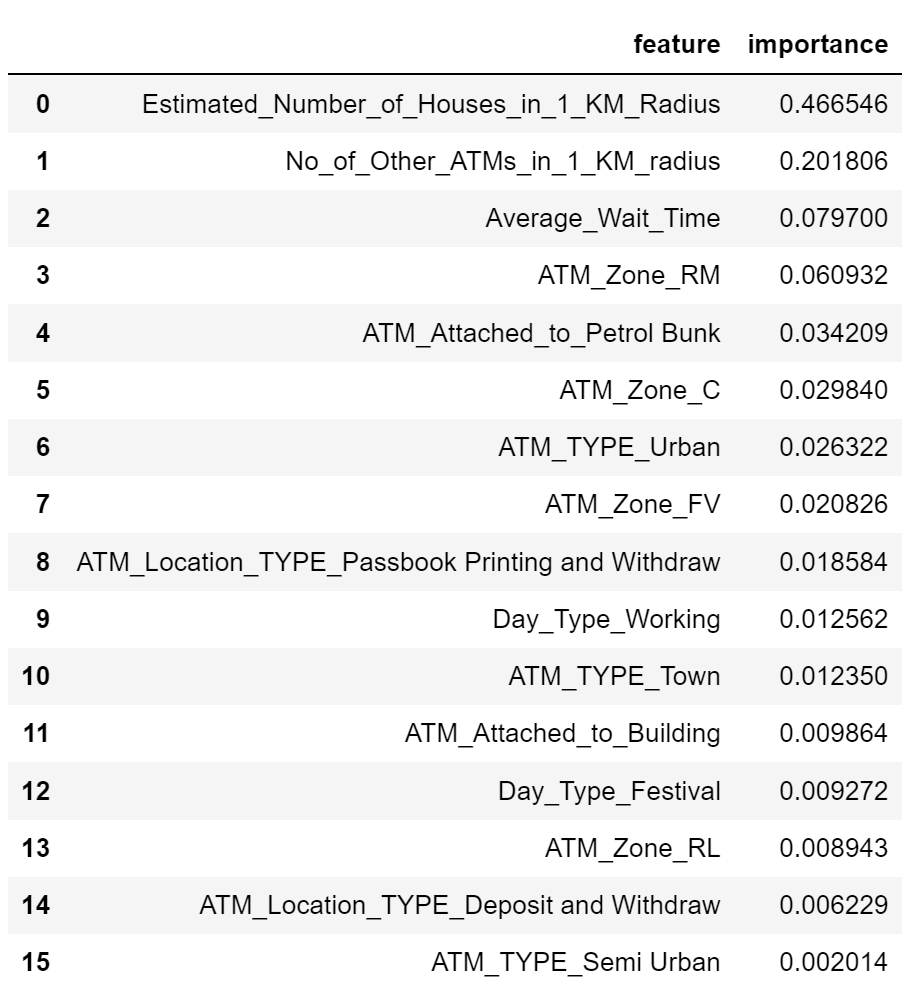 feature importance
0 Estimated_Number_of_Houses_in_1_KM_Radius 0.466546
1 No_of_Other_ATMs_in_1_KM_radius 0.201806
2 Average_Wait_Time 0.079700
3 ATM_Zone_RM 0.060932
4 ATM_Attached_to_Petrol Bunk 0.034209
5 ATM_Zone_C 0.029840
6 ATM_TYPE_Urban 0.026322
7 ATM_Zone_FV 0.020826
8 ATM_Location_TYPE_Passbook Printing and Withdraw 0.018584
9 Day_Type_Working 0.012562
10 ATM_TYPE_Town 0.012350
11 ATM_Attached_to_Building 0.009864
12 Day_Type_Festival 0.009272
13 ATM_Zone_RL 0.008943
14 ATM_Location_TYPE_Deposit and Withdraw 0.006229
15 ATM_TYPE_Semi Urban 0.002014